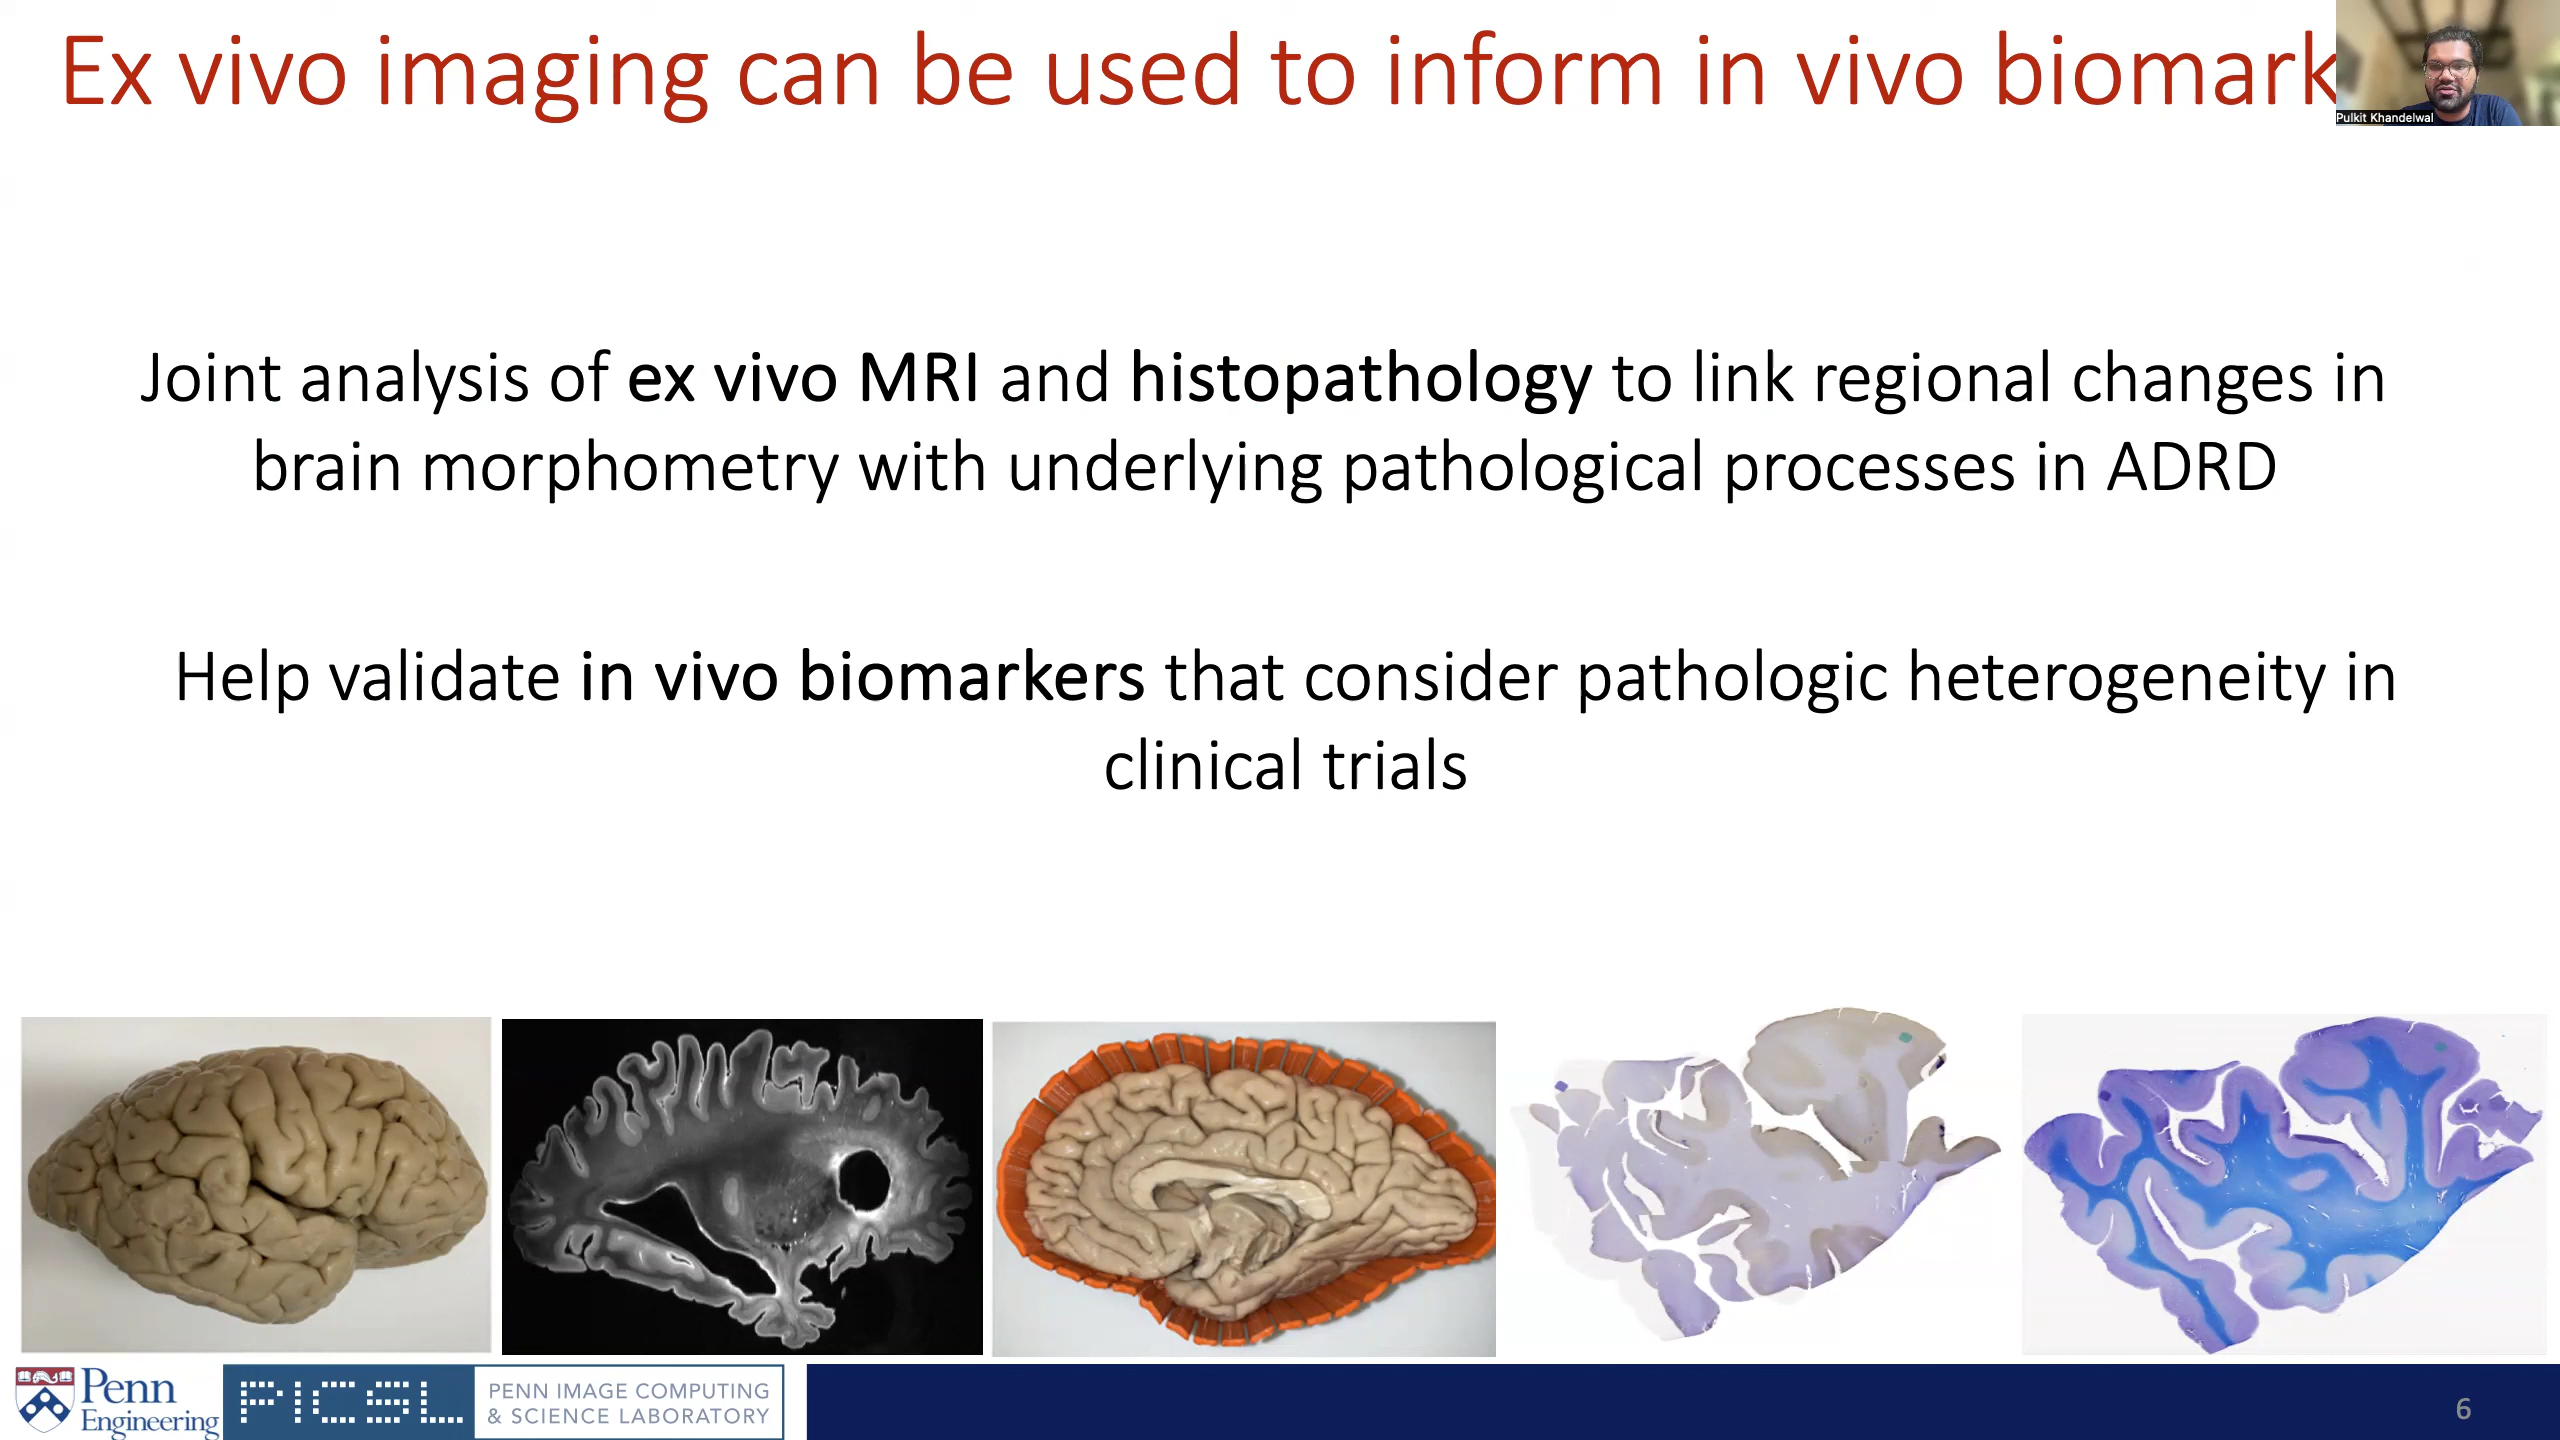 Ex vivo imaging can be used to inform in vivo biomark
Pulkit Khandelwal
Joint analysis of ex vivo MRI and histopathology to link regional changes in
brain morphometry with underlying pathological processes in ADRD
Help validate in vivo biomarkers that consider pathologic heterogeneity in
clinical trials
Penn
Engineering
PICSL
PENN IMAGE COMPUTING
& SCIENCE LABORATORY
6